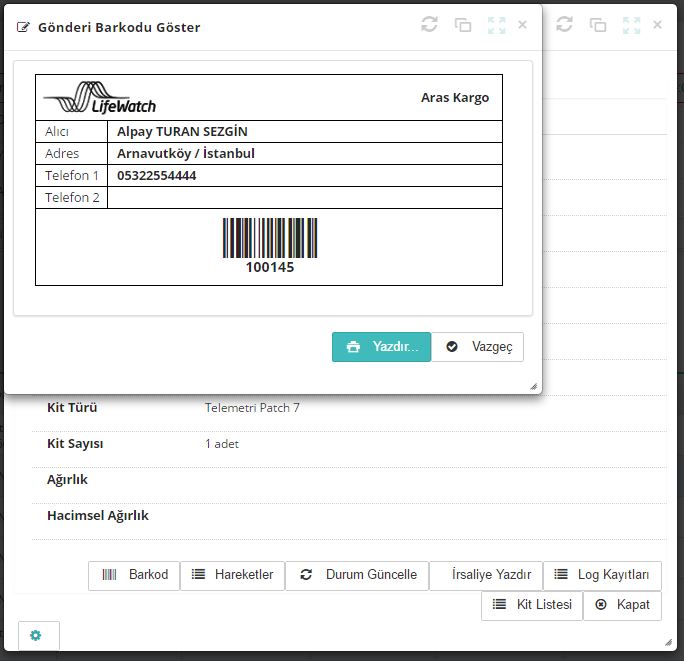 Gönderi Barkodu Göster
LifeWatch
Aras Kargo
Alıcı Alpay TURAN SEZGİN
Adres Arnavutköy / İstanbul
Telefon 1 05322554444
Telefon 2
100145
Yazdır... Vazgeç
Kit Türü Telemetri Patch 7
Kit Sayısı 1 adet
Ağırlık
Hacimsel Ağırlık
Barkod Hareketler Durum Güncelle İrsaliye Yazdır Log Kayıtları
Kit Listesi Kapat